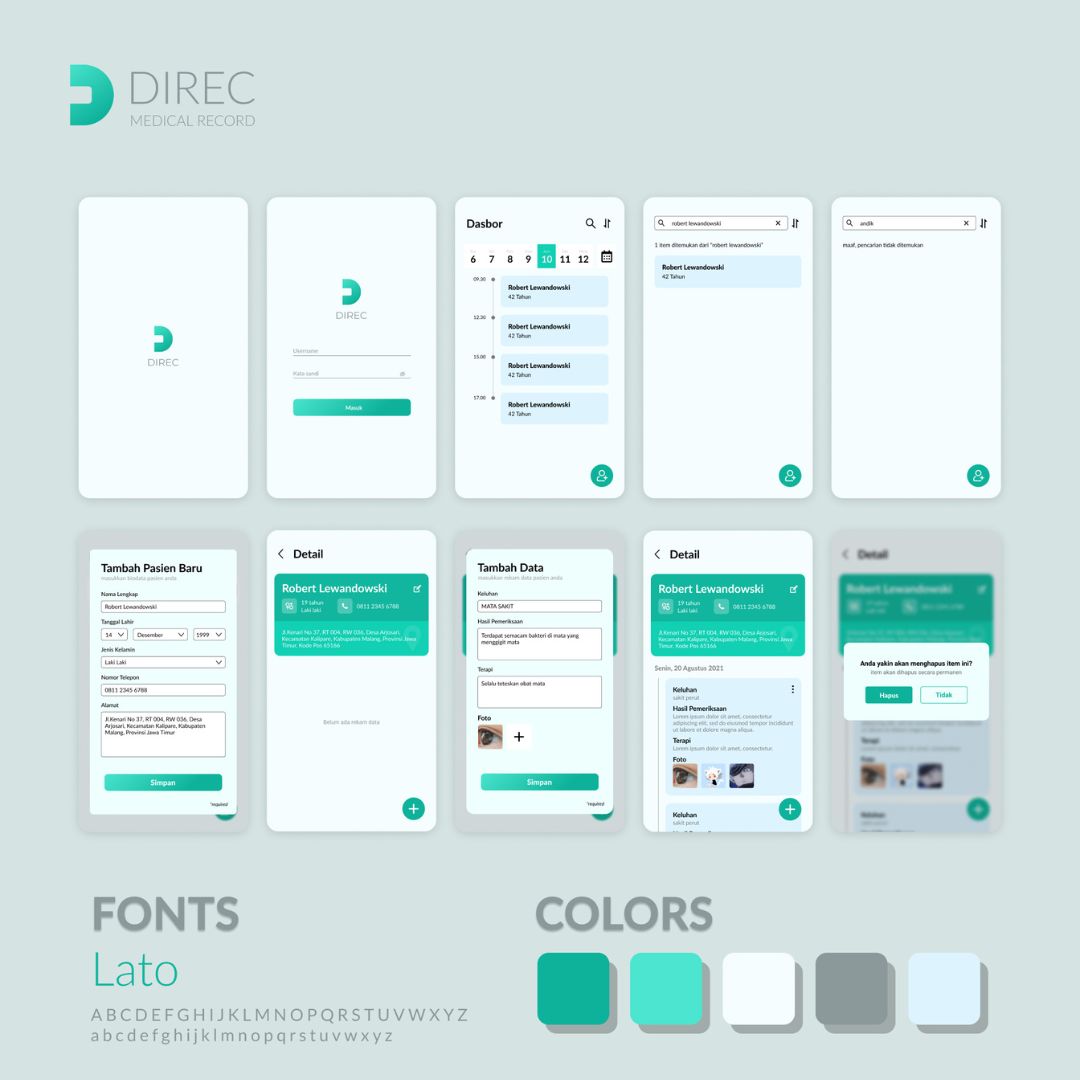 DIREC
MEDICAL RECORD
DIREC
DIREC
Username
Kata sandi
Masuk
Dasbor
6 7 8 9 10 11 12
09.30
Robert Lewandowski
42 Tahun
12.30
Robert Lewandowski
42 Tahun
15.00
Robert Lewandowski
42 Tahun
17.00
Robert Lewandowski
42 Tahun
robert lewandowski
1 item ditemukan dari "robert lewandowski"
Robert Lewandowski
42 Tahun
andik
maaf, pencarian tidak ditemukan
Tambah Pasien Baru
masukkan biodata pasien anda
Nama Lengkap
Robert Lewandowski
Tanggal Lahir
14 Desember 1999
Jenis Kelamin
Laki Laki
Nomor Telepon
0811 2345 6788
Alamat
Jl.Kenari No 37, RT 004, RW 036, Desa
Arjosari, Kecamatan Kalipare, Kabupaten
Malang, Provinsi Jawa Timur
Simpan
*required
Detail
Robert Lewandowski
19 tahun
Laki laki
0811 2345 6788
Jl.Kenari No 37, RT 004, RW 036, Desa Arjosari,
Kecamatan Kalipare, Kabupaten Malang, Provinsi Jawa
Timur, Kode Pos 65166
Belum ada rekam data
Tambah Data
masukkan rekam data pasien anda
Keluhan
MATA SAKIT
Hasil Pemeriksaan
Terdapat semacam bakteri di mata yang
menggigit mata
Terapi
Selalu teteskan obat mata
Foto
Simpan
*required
Detail
Robert Lewandowski
19 tahun
Laki laki
0811 2345 6788
Jl.Kenari No 37, RT 004, RW 036, Desa Arjosari,
Kecamatan Kalipare, Kabupaten Malang, Provinsi Jawa
Timur, Kode Pos 65166
Senin, 20 Agustus 2021
Keluhan
sakit perut
Hasil Pemeriksaan
Lorem ipsum dolor sit amet, consectetur
adipiscing elit, sed do eiusmod tempor incididunt
ut labore et dolore magna aliqua.
Terapi
Lorem ipsum dolor sit amet, consectetur.
Foto
Keluhan
sakit perut
Detail
Robert Lewandowski
Anda yakin akan menghapus item ini?
item akan dihapus secara permanen
Hapus
Tidak
Terapi
Foto
Keluhan
FONTS
Lato
ABCDEFGHIJKLMNOPQRSTUVWXYZ
abcdefghijklmnopqrstuvwxyz
COLORS